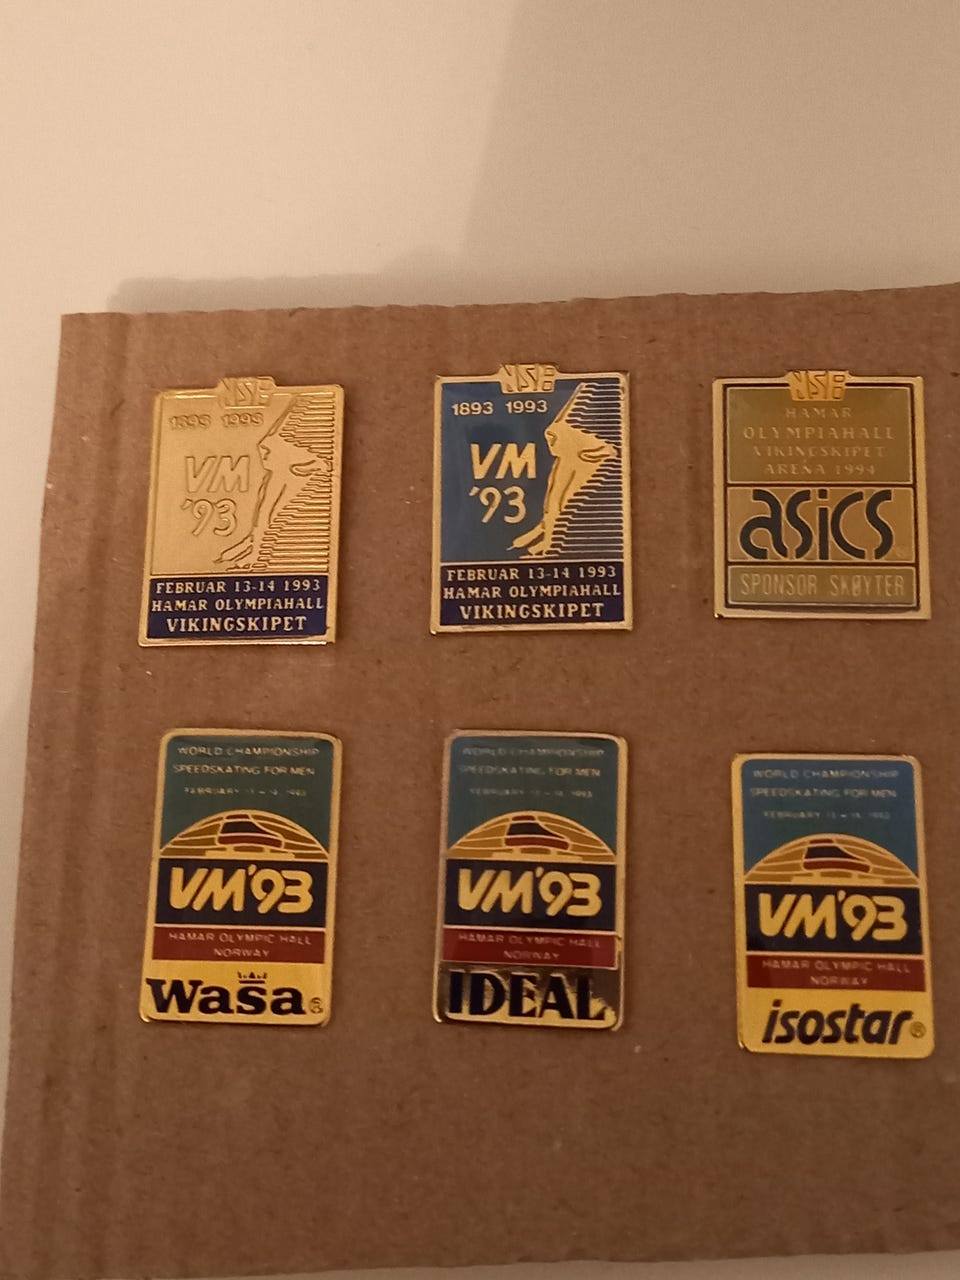 NSF
1893 1993
VM
'93
FEBRUAR 13-14 1993
HAMAR OLYMPIAHALL
VIKINGSKIPET
1893 1993
VM
'93
FEBRUAR 13-14 1993
HAMAR OLYMPIAHALL
VIKINGSKIPET
HAMAR
OLYMPIAHALL
VIKINGSKIPET
ARENA 1994
asics
SPONSOR SKØYTER
WORLD CHAMPIONSHIP
SPEEDSKATING FOR MEN
VM'93
HAMAR OLYMPIC HALL
NORWAY
Wasa®
WORLD CHAMPIONSHIP
SPEEDSKATING FOR MEN
VM'93
HAMAR OLYMPIC HALL
NORWAY
IDEAL
WORLD CHAMPIONSHIP
SPEEDSKATING FOR MEN
VM'93
HAMAR OLYMPIC HALL
NORWAY
isostar®